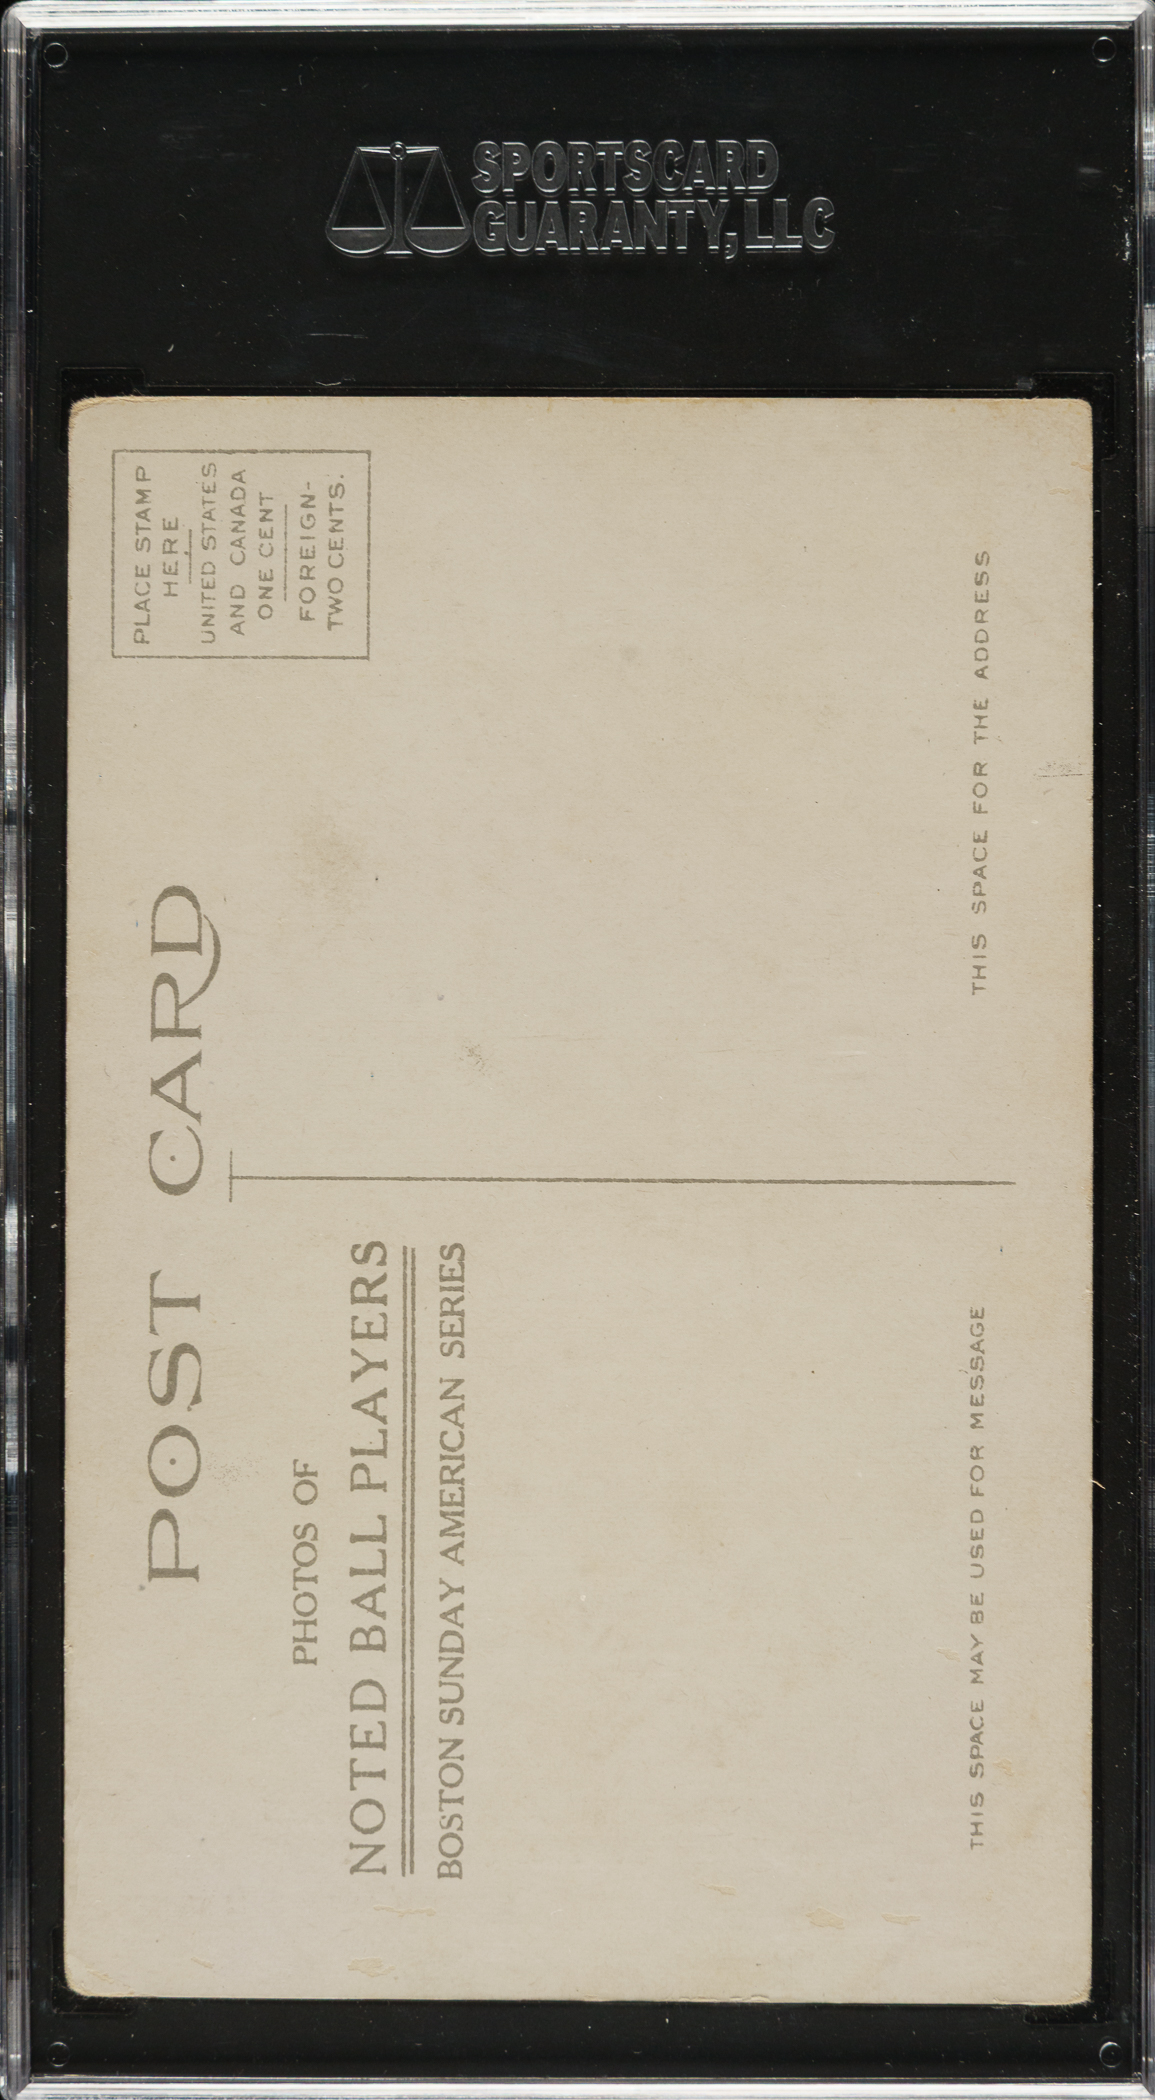 SPORTSCARD
GUARANTY, LLC
POST CARD
PLACE STAMP
HERE
UNITED STATES
AND CANADA
ONE CENT
FOREIGN-
TWO CENTS.
PHOTOS OF
NOTED BALL PLAYERS
BOSTON SUNDAY AMERICAN SERIES
THIS SPACE MAY BE USED FOR MESSAGE
THIS SPACE FOR THE ADDRESS